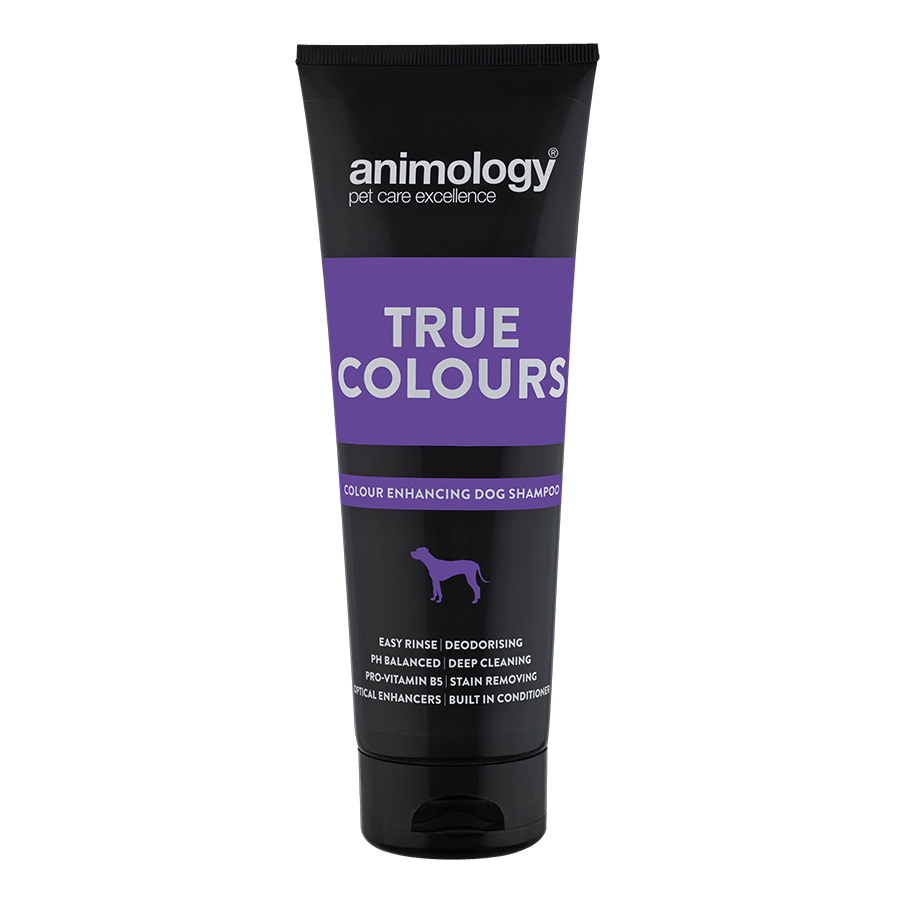 animology®
pet care excellence
TRUE
COLOURS
COLOUR ENHANCING DOG SHAMPOO
EASY RINSE | DEODORISING
PH BALANCED | DEEP CLEANING
PRO-VITAMIN B5 | STAIN REMOVING
OPTICAL ENHANCERS | BUILT IN CONDITIONER